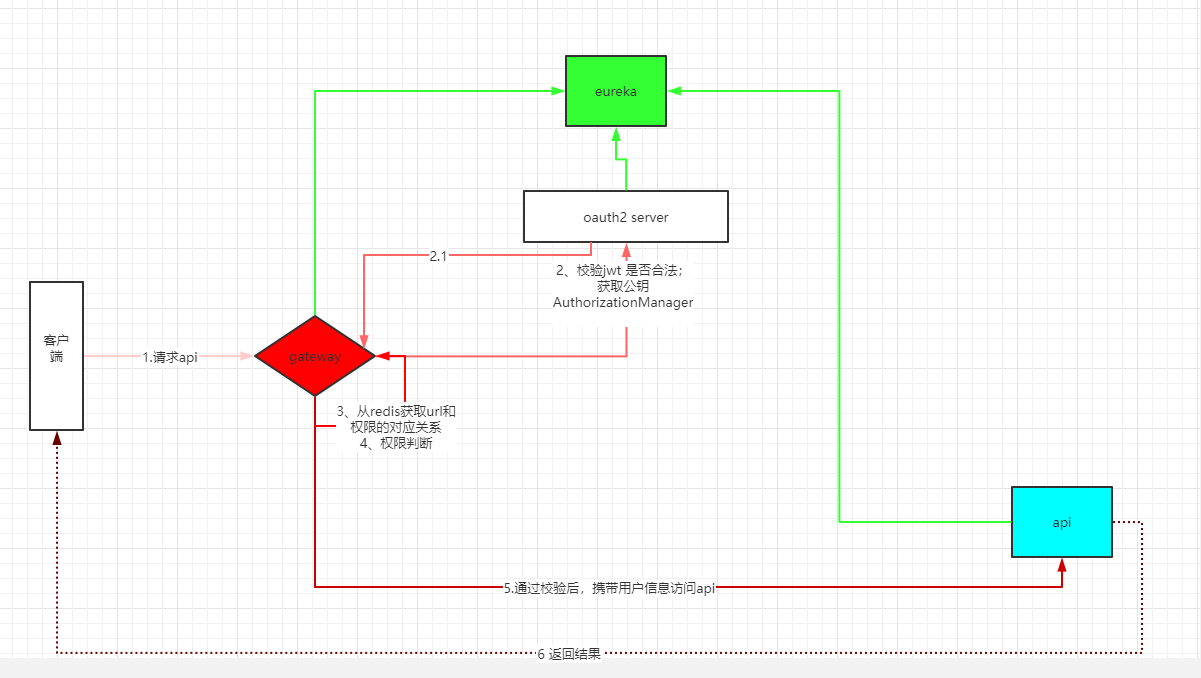 eureka
oauth2 server
2.1
2、校验jwt 是否合法；
获取公钥
AuthorizationManager
客户
端
1.请求api
gateway
3、从redis获取url和
权限的对应关系
4、权限判断
api
5.通过校验后，携带用户信息访问api
6 返回结果